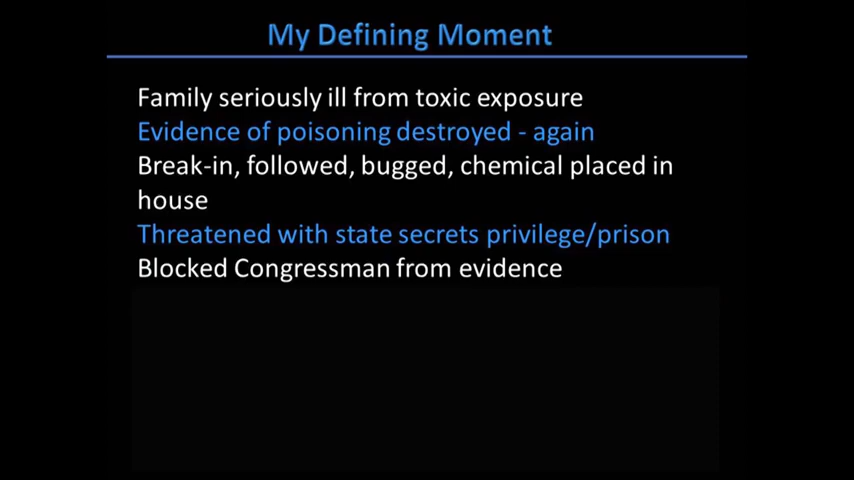 My Defining Moment
Family seriously ill from toxic exposure
Evidence of poisoning destroyed - again
Break-in, followed, bugged, chemical placed in
house
Threatened with state secrets privilege/prison
Blocked Congressman from evidence